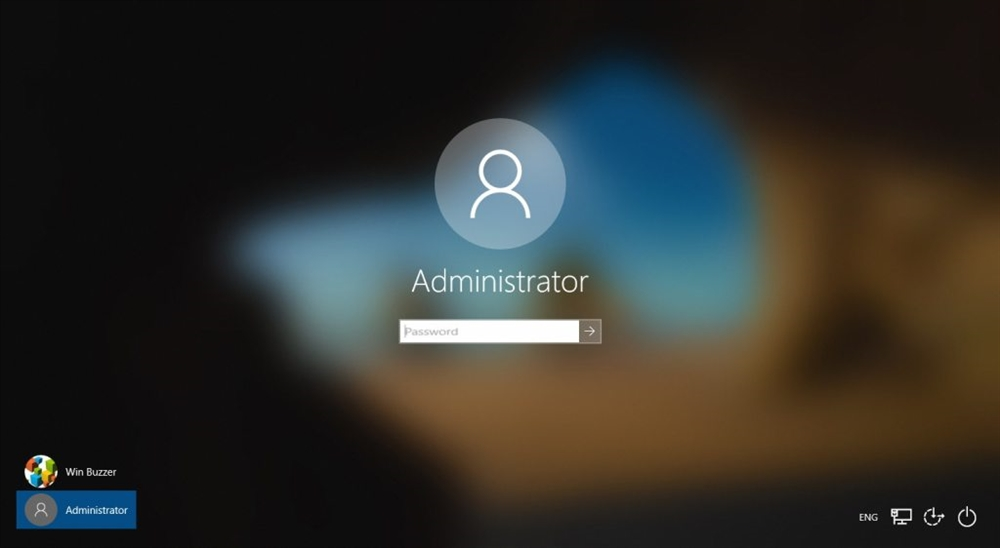 Administrator
Password
Win Buzzer
Administrator
ENG